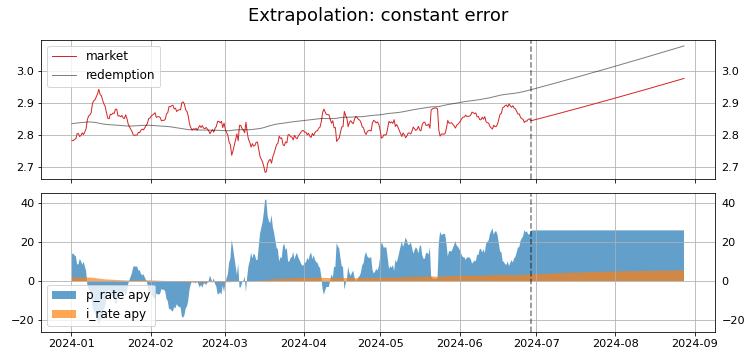 Extrapolation: constant error
market
redemption
3.0 3.0
2.9 2.9
2.8 2.8
2.7 2.7
40 40
20 20
0 0
−20 −20
p_rate apy
i_rate apy
2024-01 2024-02 2024-03 2024-04 2024-05 2024-06 2024-07 2024-08 2024-09